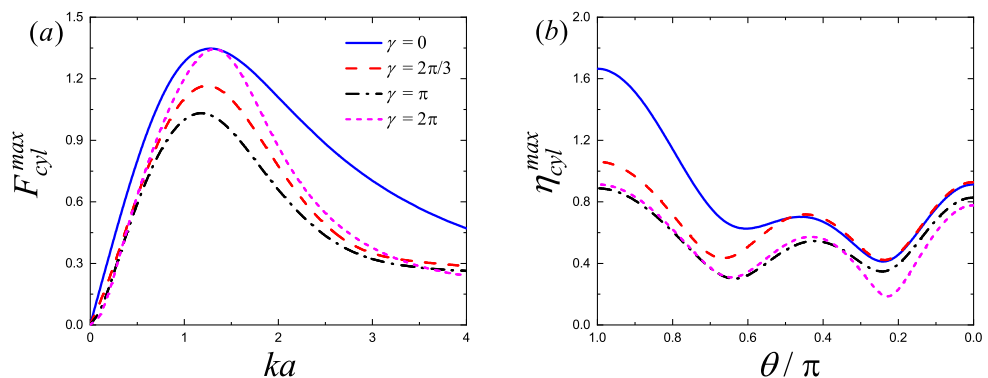 (a)
F_cyl^max
1.5
1.2
0.9
0.6
0.3
0.0
γ = 0
γ = 2π/3
γ = π
γ = 2π
0 1 2 3 4
ka
(b)
η_cyl^max
2.0
1.6
1.2
0.8
0.4
0.0
1.0 0.8 0.6 0.4 0.2 0.0
θ / π